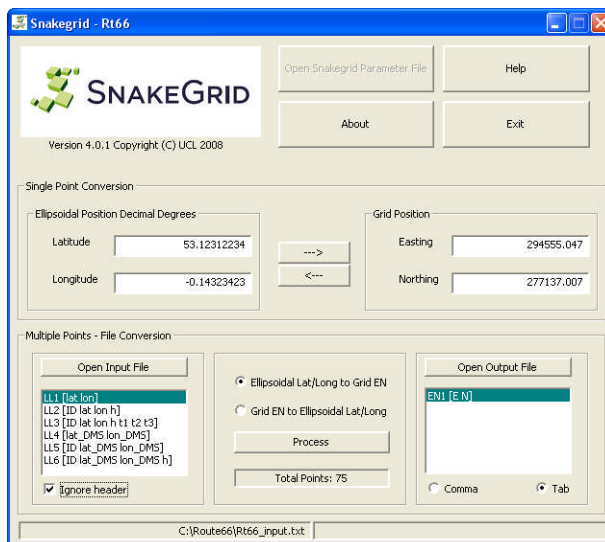 Snakegrid - Rt66
SNAKEGRID
Version 4.0.1 Copyright (C) UCL 2008
Open Snakegrid Parameter File
Help
About
Exit
Single Point Conversion
Ellipsoidal Position Decimal Degrees
Latitude 53.12312234
Longitude -0.14323423
--->
<---
Grid Position
Easting 294555.047
Northing 277137.007
Multiple Points - File Conversion
Open Input File
LL1 [lat lon]
LL2 [ID lat lon h]
LL3 [ID lat lon h t1 t2 t3]
LL4 [lat_DMS lon_DMS]
LL5 [ID lat_DMS lon_DMS]
LL6 [ID lat_DMS lon_DMS h]
Ignore header
Ellipsoidal Lat/Long to Grid EN
Grid EN to Ellipsoidal Lat/Long
Process
Total Points: 75
Open Output File
EN1 [E N]
Comma
Tab
C:\Route66\Rt66_input.txt